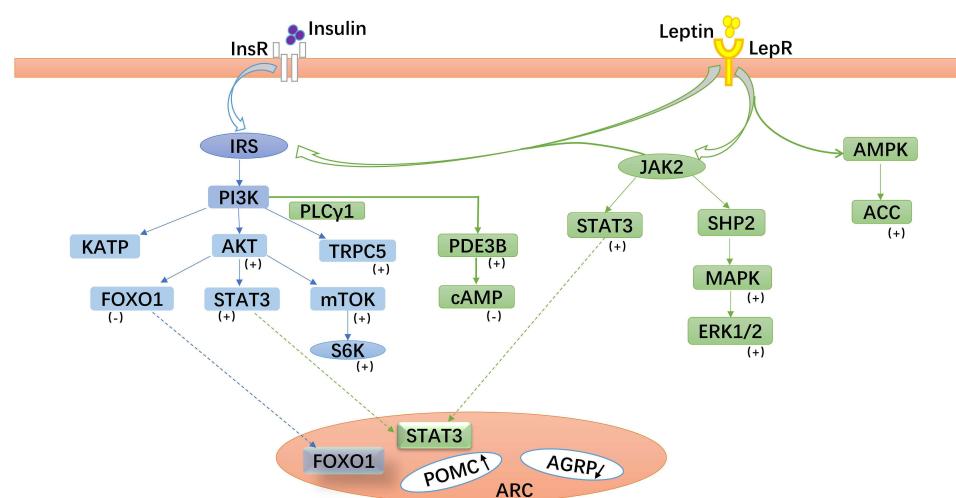 Insulin
InsR
Leptin
LepR
IRS
JAK2
AMPK
PI3K
PLCγ1
ACC
(+)
STAT3
(+)
SHP2
KATP
AKT
(+)
TRPC5
(+)
PDE3B
(+)
MAPK
(+)
FOXO1
(-)
STAT3
(+)
mTOK
(+)
cAMP
(-)
ERK1/2
(+)
S6K
(+)
STAT3
FOXO1
POMC↑
AGRP↓
ARC